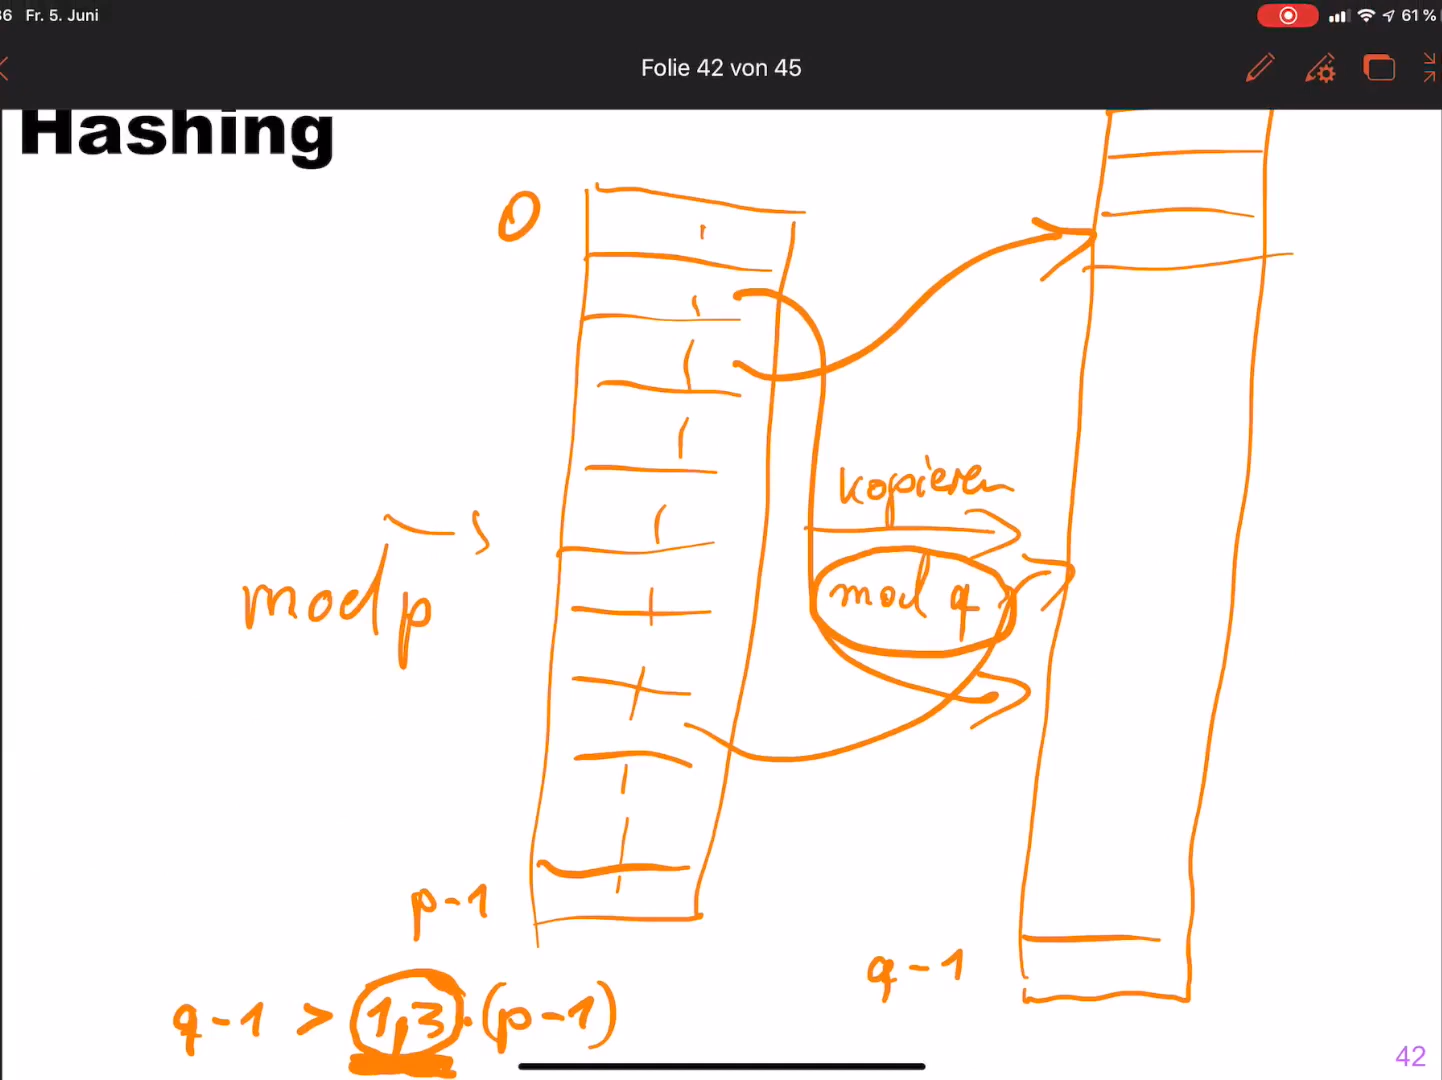 36 Fr. 5. Juni
61 %
Folie 42 von 45
Hashing
0
kopieren
mod p
mod q
p-1
q-1
q-1 > 1,3 · (p-1)
42